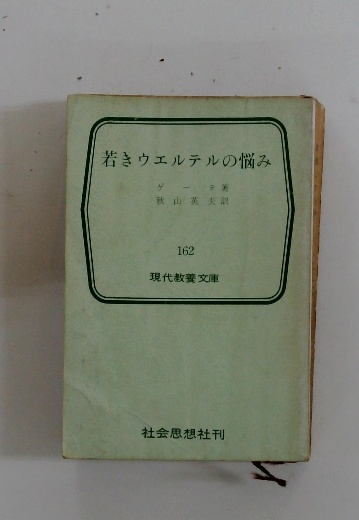 若きウエルテルの悩み
ゲーテ著
秋山英夫訳
162
現代教養文庫
社会思想社刊